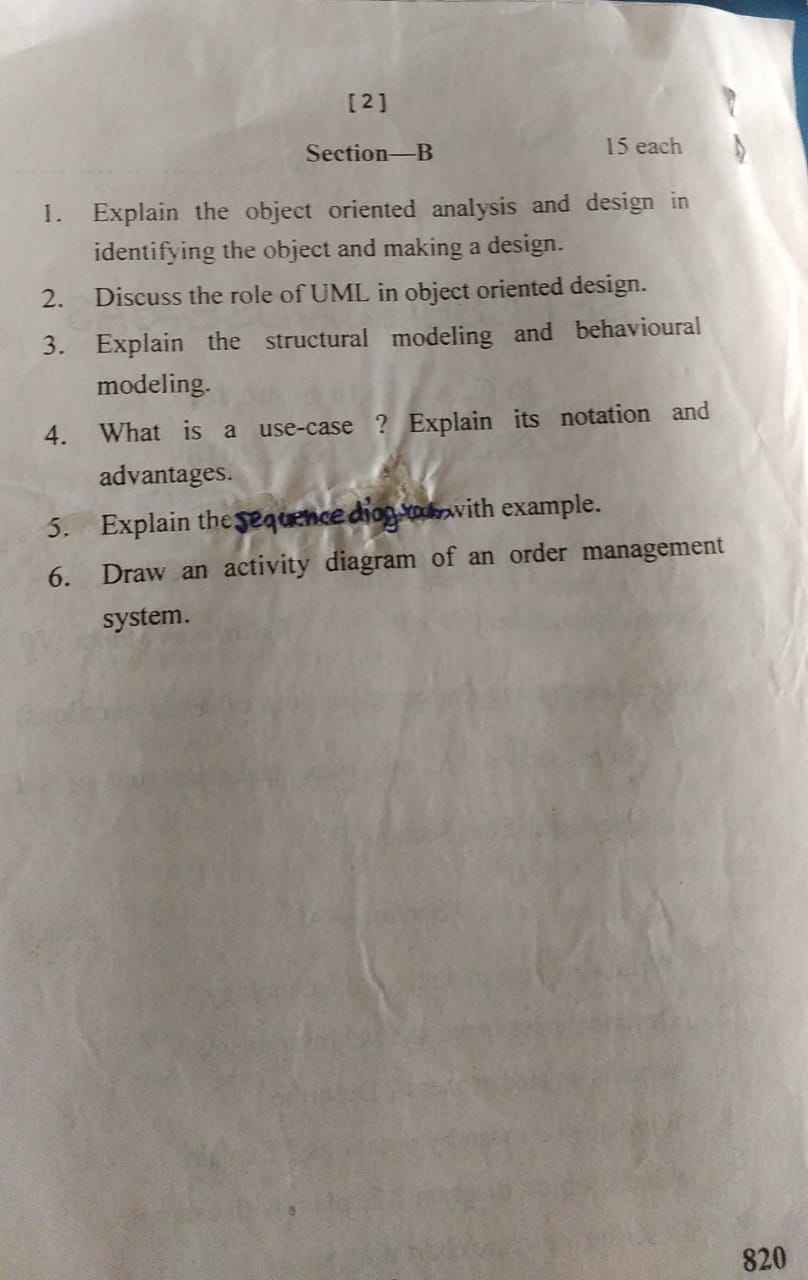 [ 2 ]
Section—B 15 each
1. Explain the object oriented analysis and design in
identifying the object and making a design.
2. Discuss the role of UML in object oriented design.
3. Explain the structural modeling and behavioural
modeling.
4. What is a use-case ? Explain its notation and
advantages.
5. Explain the sequence diagram with example.
6. Draw an activity diagram of an order management
system.
820